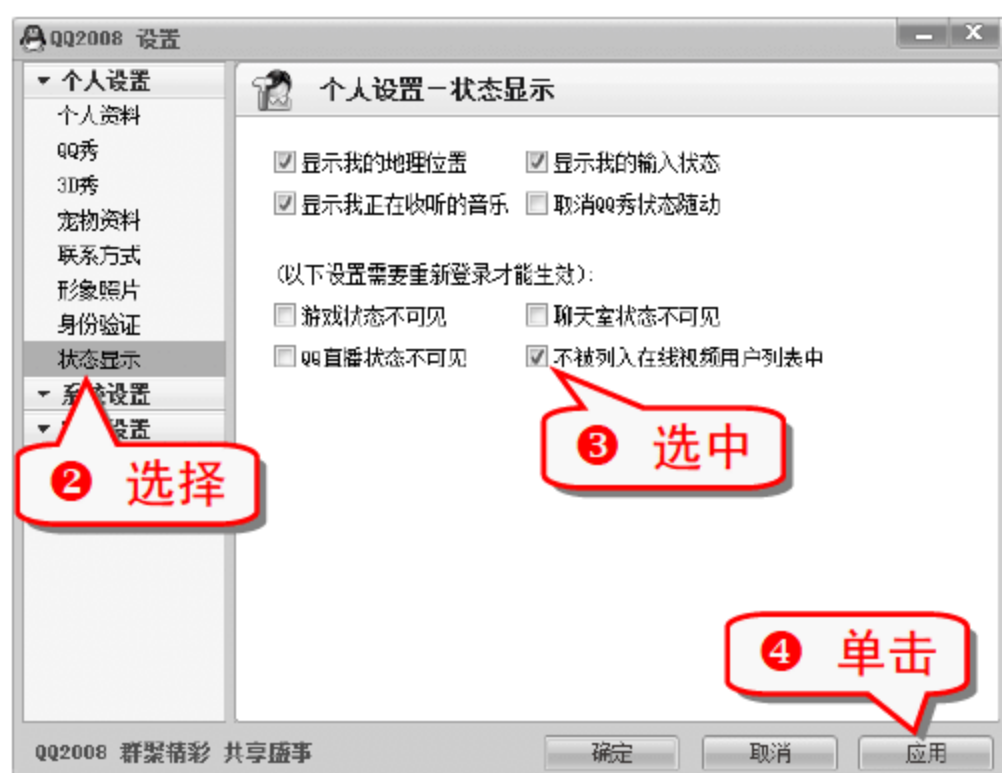 QQ2008 设置
个人设置
个人资料
QQ秀
3D秀
宠物资料
联系方式
形象照片
身份验证
状态显示
系统设置
设置
❷ 选择
个人设置－状态显示
显示我的地理位置 显示我的输入状态
显示我正在收听的音乐 取消QQ秀状态随动
(以下设置需要重新登录才能生效):
游戏状态不可见 聊天室状态不可见
QQ直播状态不可见 不被列入在线视频用户列表中
❸ 选中
❹ 单击
QQ2008 群聚精彩 共享盛事
确定 取消 应用